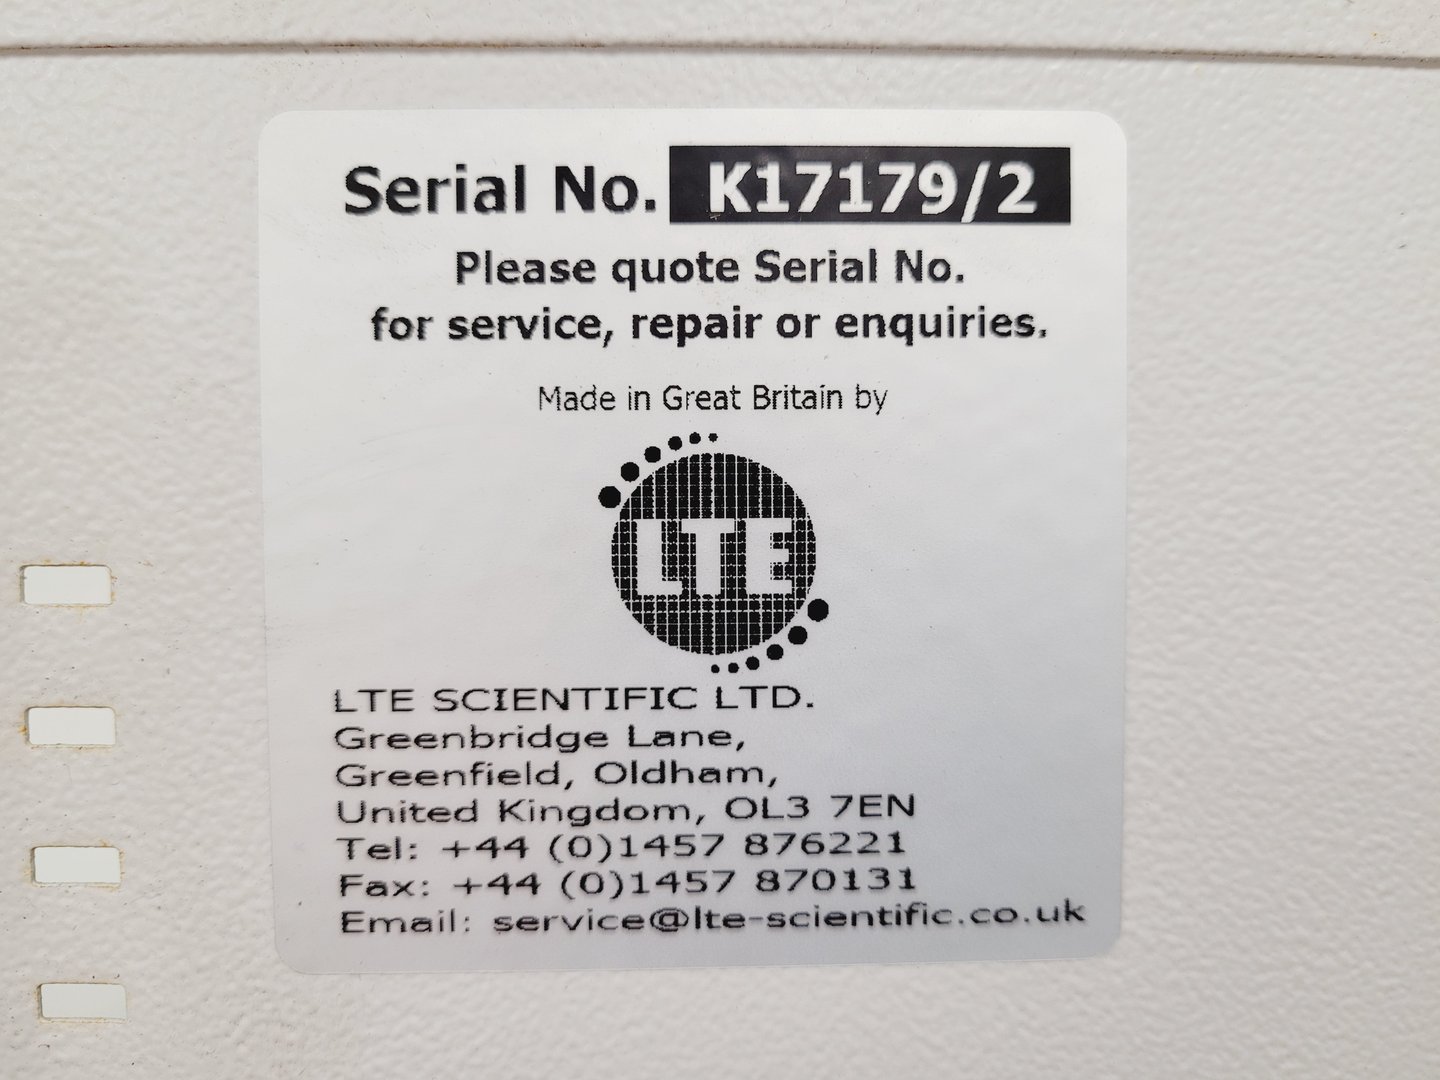 Serial No. K17179/2
Please quote Serial No.
for service, repair or enquiries.
Made in Great Britain by
LTE
LTE SCIENTIFIC LTD.
Greenbridge Lane,
Greenfield, Oldham,
United Kingdom, OL3 7EN
Tel: +44 (0)1457 876221
Fax: +44 (0)1457 870131
Email: service@lte-scientific.co.uk